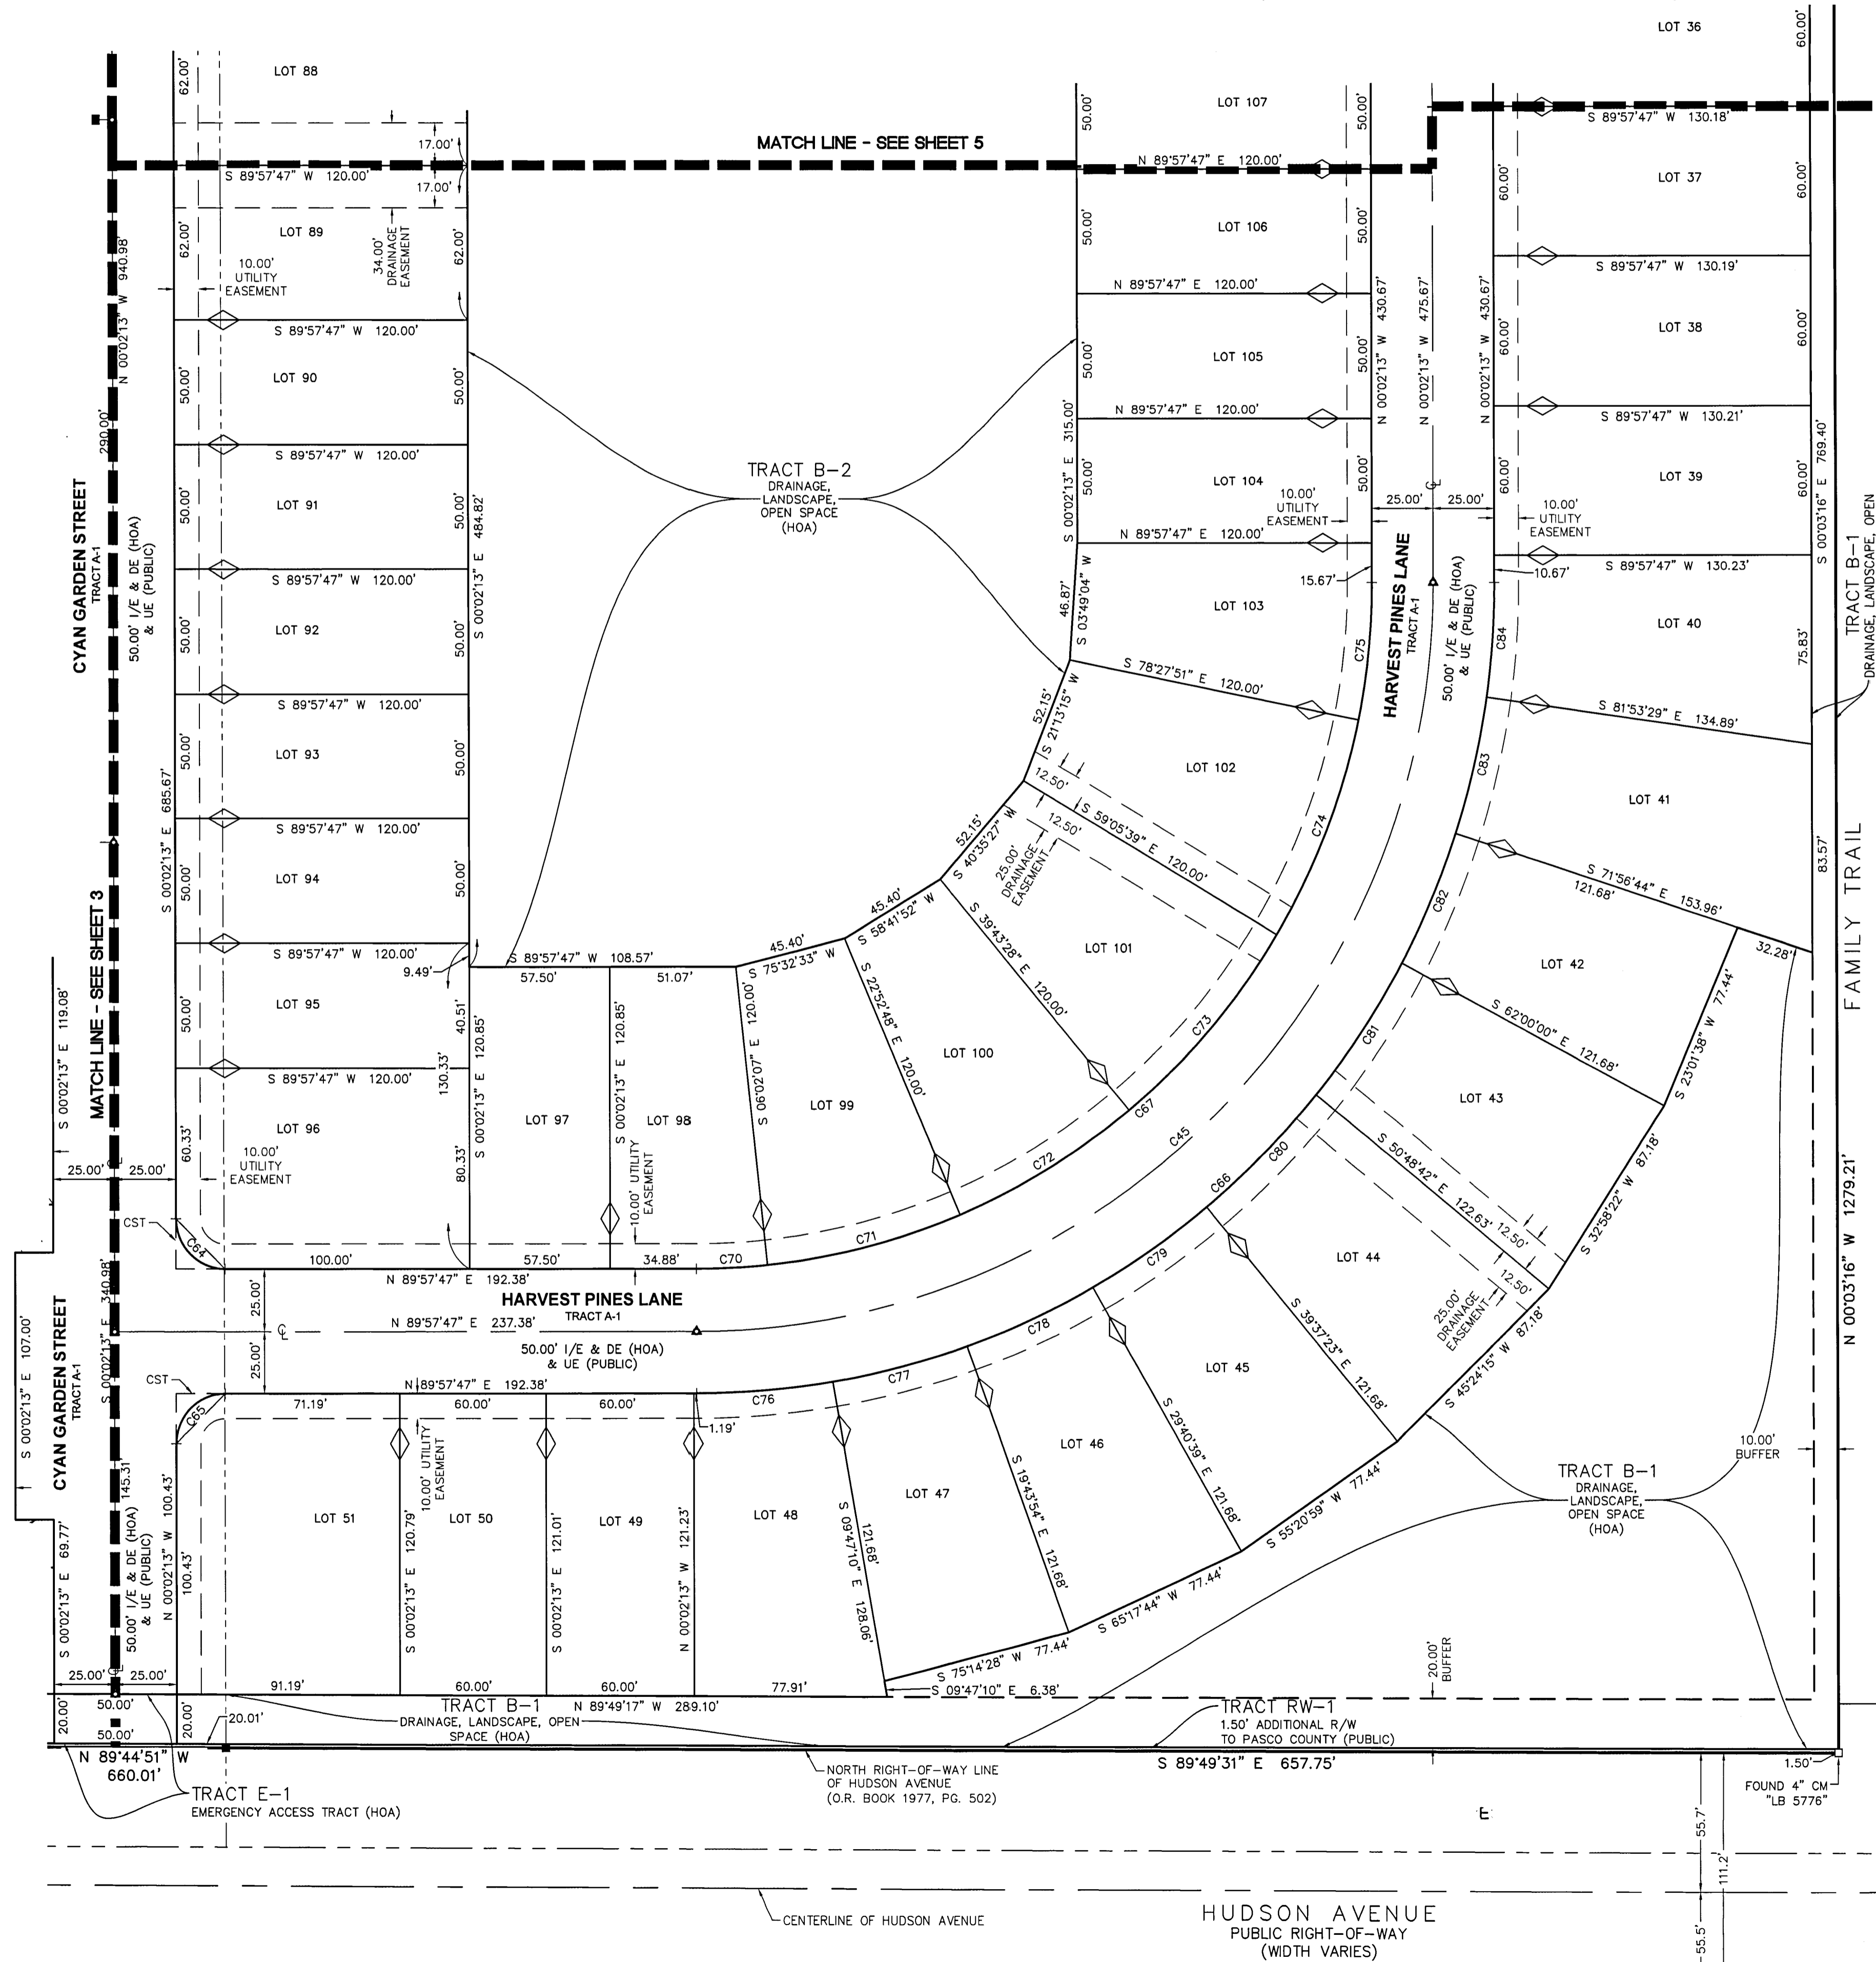 LOT 36
60.00'
LOT 88
62.00'
LOT 107
50.00'
50.00'
S 89°57'47" W 130.18'
17.00'
MATCH LINE - SEE SHEET 5
N 89°57'47" E 120.00'
S 89°57'47" W 120.00'
17.00'
LOT 37
60.00'
60.00'
62.00'
LOT 89
34.00'
DRAINAGE
EASEMENT
62.00'
10.00'
UTILITY
EASEMENT
50.00'
LOT 106
50.00'
S 89°57'47" W 130.19'
N 00°02'13" W 940.98'
N 89°57'47" E 120.00'
N 00°02'13" W 430.67'
N 00°02'13" W 475.67'
N 00°02'13" W 430.67'
S 89°57'47" W 120.00'
LOT 38
60.00'
60.00'
LOT 90
50.00'
50.00'
50.00'
LOT 105
50.00'
290.00'
N 89°57'47" E 120.00'
S 00°02'13" E 315.00'
S 89°57'47" W 130.21'
S 89°57'47" W 120.00'
TRACT B-2
DRAINAGE,
LANDSCAPE,
OPEN SPACE
(HOA)
LOT 104
50.00'
50.00'
LOT 39
60.00'
60.00'
S 00°03'16" E 769.40'
LOT 91
50.00'
50.00'
S 00°02'13" E 484.82'
10.00'
UTILITY
EASEMENT
25.00'
25.00'
10.00'
UTILITY
EASEMENT
CYAN GARDEN STREET
TRACT A-1
50.00' I/E & DE (HOA)
& UE (PUBLIC)
N 89°57'47" E 120.00'
S 89°57'47" W 130.23'
S 89°57'47" W 120.00'
15.67'
10.67'
46.87'
S 03°49'04" W
LOT 103
C75
HARVEST PINES LANE
TRACT A-1
50.00' I/E & DE (HOA)
& UE (PUBLIC)
C84
LOT 40
75.83'
TRACT B-1
DRAINAGE, LANDSCAPE, OPEN
LOT 92
50.00'
50.00'
S 78°27'51" E 120.00'
S 89°57'47" W 120.00'
52.15'
S 21°13'15" W
S 81°53'29" E 134.89'
LOT 93
50.00'
50.00'
LOT 102
C83
LOT 41
12.50'
12.50'
25.00'
DRAINAGE
EASEMENT
S 59°05'39" E
120.00'
C74
S 00°02'13" E 685.67'
S 89°57'47" W 120.00'
52.15'
S 40°35'27" W
83.57'
FAMILY TRAIL
LOT 94
50.00'
50.00'
S 71°56'44" E 153.96'
121.68'
C82
45.40'
S 58°41'52" W
S 39°43'28" E
120.00'
LOT 101
32.28'
S 89°57'47" W 120.00'
9.49'
S 89°57'47" W 108.57'
57.50'
51.07'
45.40'
S 75°32'33" W
LOT 42
77.44'
S 23°01'38" W
S 62°00'00" E 121.68'
MATCH LINE - SEE SHEET 3
S 00°02'13" E 119.08'
LOT 95
50.00'
40.51'
130.33'
S 00°02'13" E 120.85'
S 00°02'13" E 120.85'
S 06°02'07" E 120.00'
S 22°52'48" E
120.00'
LOT 100
C73
C81
S 89°57'47" W 120.00'
LOT 96
60.33'
80.33'
LOT 97
LOT 98
LOT 99
C67
LOT 43
10.00'
UTILITY
EASEMENT
10.00' UTILITY
EASEMENT
C72
C45
C80
S 50°48'42" E
122.63'
12.50'
12.50'
25.00'
DRAINAGE
EASEMENT
87.18'
S 32°58'22" W
N 00°03'16" W 1279.21'
25.00'
25.00'
CST
C64
100.00'
57.50'
34.88'
C70
C71
C66
N 89°57'47" E 192.38'
C79
LOT 44
HARVEST PINES LANE
TRACT A-1
N 89°57'47" E 237.38'
50.00' I/E & DE (HOA)
& UE (PUBLIC)
25.00'
25.00'
S 00°02'13" E 340.98'
S 00°02'13" E 107.00'
CYAN GARDEN STREET
TRACT A-1
C78
S 39°37'23" E
121.68'
87.18'
S 45°24'15" W
CST
C65
N 89°57'47" E 192.38'
71.19'
60.00'
60.00'
1.19'
C76
C77
LOT 45
S 29°40'39" E
121.68'
LOT 46
S 19°43'54" E
121.68'
10.00' UTILITY
EASEMENT
10.00'
BUFFER
TRACT B-1
DRAINAGE,
LANDSCAPE,
OPEN SPACE
(HOA)
LOT 51
LOT 50
LOT 49
LOT 48
LOT 47
145.31'
50.00' I/E & DE (HOA)
& UE (PUBLIC)
N 00°02'13" W 100.43'
100.43'
S 00°02'13" E 120.79'
S 00°02'13" E 121.01'
N 00°02'13" W 121.23'
121.68'
S 09°47'10" E 128.06'
S 55°20'59" W 77.44'
S 65°17'44" W 77.44'
S 75°14'28" W 77.44'
S 00°02'13" E 69.77'
25.00'
25.00'
91.19'
60.00'
60.00'
77.91'
S 09°47'10" E 6.38'
20.00'
BUFFER
50.00'
20.00'
20.00'
50.00'
20.01'
TRACT B-1
DRAINAGE, LANDSCAPE, OPEN
SPACE (HOA)
N 89°49'17" W 289.10'
TRACT RW-1
1.50' ADDITIONAL R/W
TO PASCO COUNTY (PUBLIC)
N 89°44'51" W
660.01'
S 89°49'31" E 657.75'
1.50'
NORTH RIGHT-OF-WAY LINE
OF HUDSON AVENUE
(O.R. BOOK 1977, PG. 502)
FOUND 4" CM
"LB 5776"
TRACT E-1
EMERGENCY ACCESS TRACT (HOA)
E
55.7'
111.2'
CENTERLINE OF HUDSON AVENUE
HUDSON AVENUE
PUBLIC RIGHT-OF-WAY
(WIDTH VARIES)
55.5'